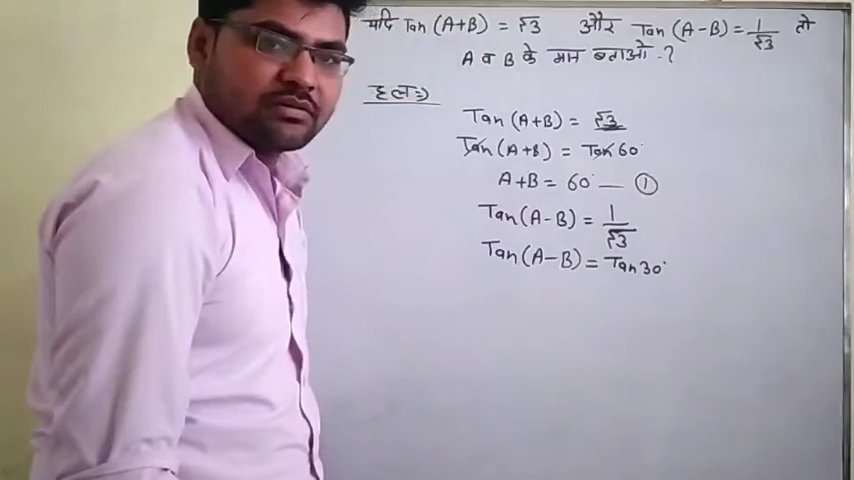 यदि Tan (A+B) = √3 और Tan (A-B) = 1/√3 तो
A व B के मान बताओ -?
हल:-)
Tan (A+B) = √3
Tan (A+B) = Tan 60°
A+B = 60° — ①
Tan (A-B) = 1/√3
Tan (A-B) = Tan 30°